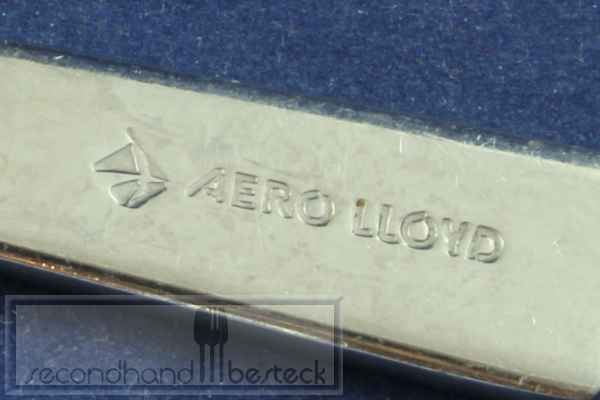 AERO LLOYD
secondhand besteck